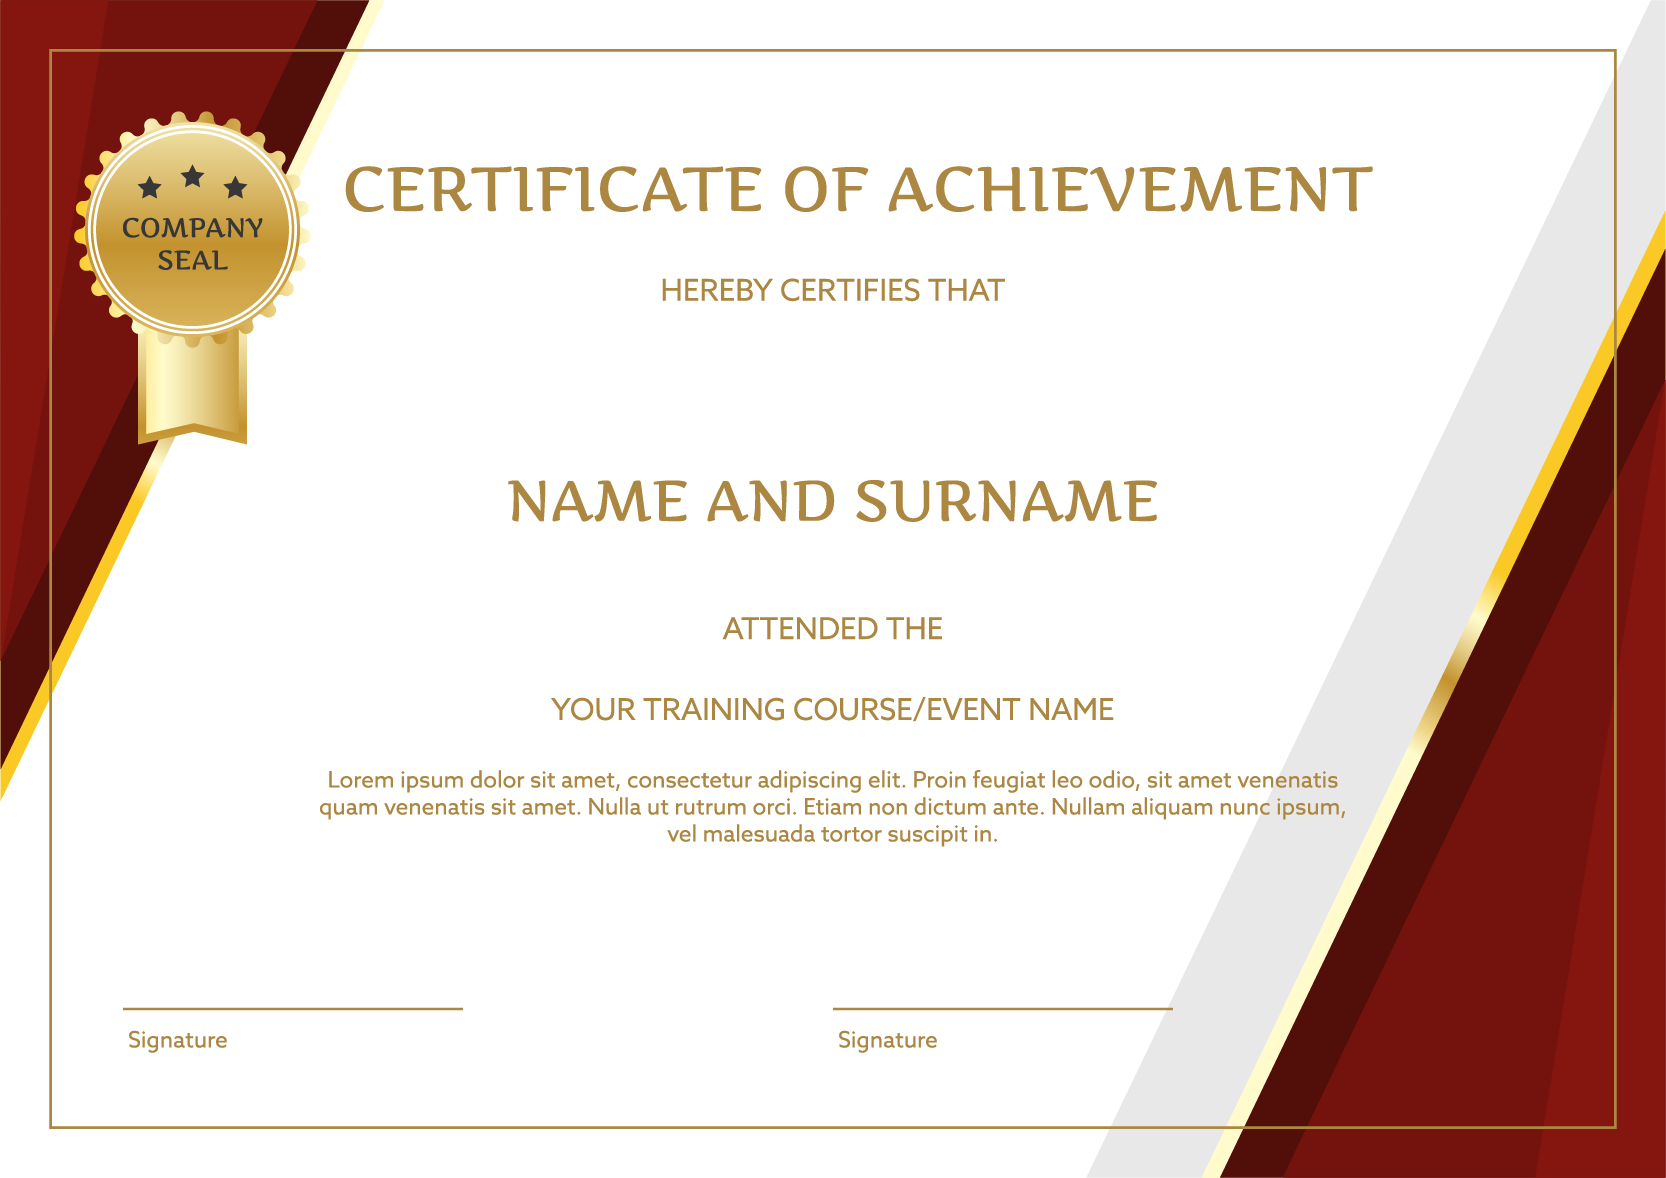 CERTIFICATE OF ACHIEVEMENT
COMPANY
SEAL
HEREBY CERTIFIES THAT
NAME AND SURNAME
ATTENDED THE
YOUR TRAINING COURSE/EVENT NAME
Lorem ipsum dolor sit amet, consectetur adipiscing elit. Proin feugiat leo odio, sit amet venenatis
quam venenatis sit amet. Nulla ut rutrum orci. Etiam non dictum ante. Nullam aliquam nunc ipsum,
vel malesuada tortor suscipit in.
Signature
Signature